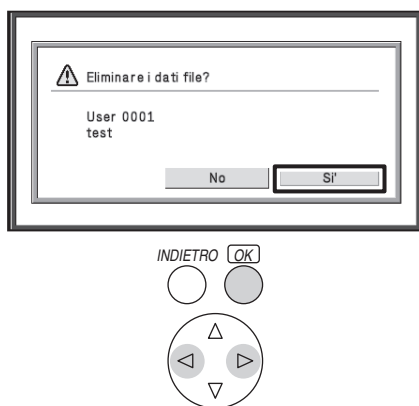 Eliminare i dati file?
User 0001
test
No Si'
INDIETRO OK